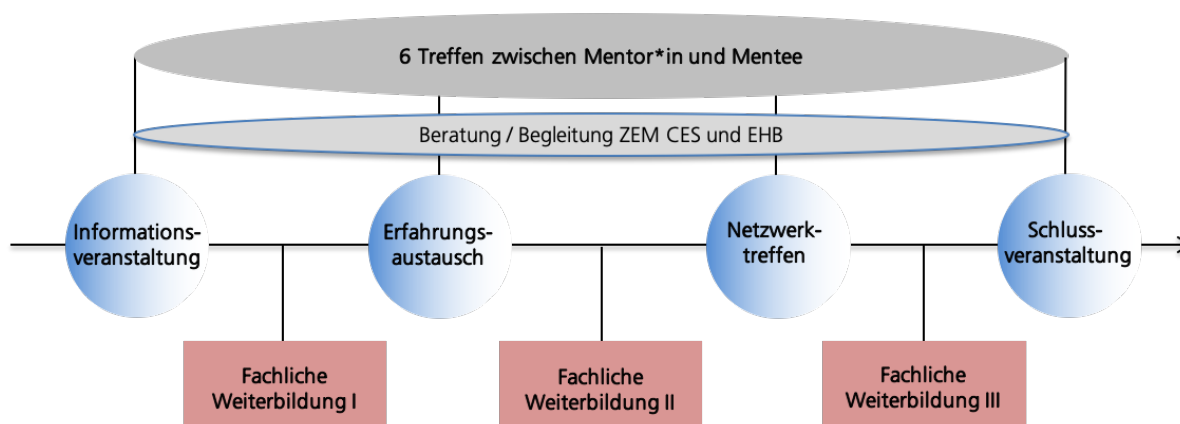 6 Treffen zwischen Mentor*in und Mentee
Beratung / Begleitung ZEM CES und EHB
Informations-
veranstaltung
Erfahrungs-
austausch
Netzwerk-
treffen
Schluss-
veranstaltung
Fachliche
Weiterbildung I
Fachliche
Weiterbildung II
Fachliche
Weiterbildung III